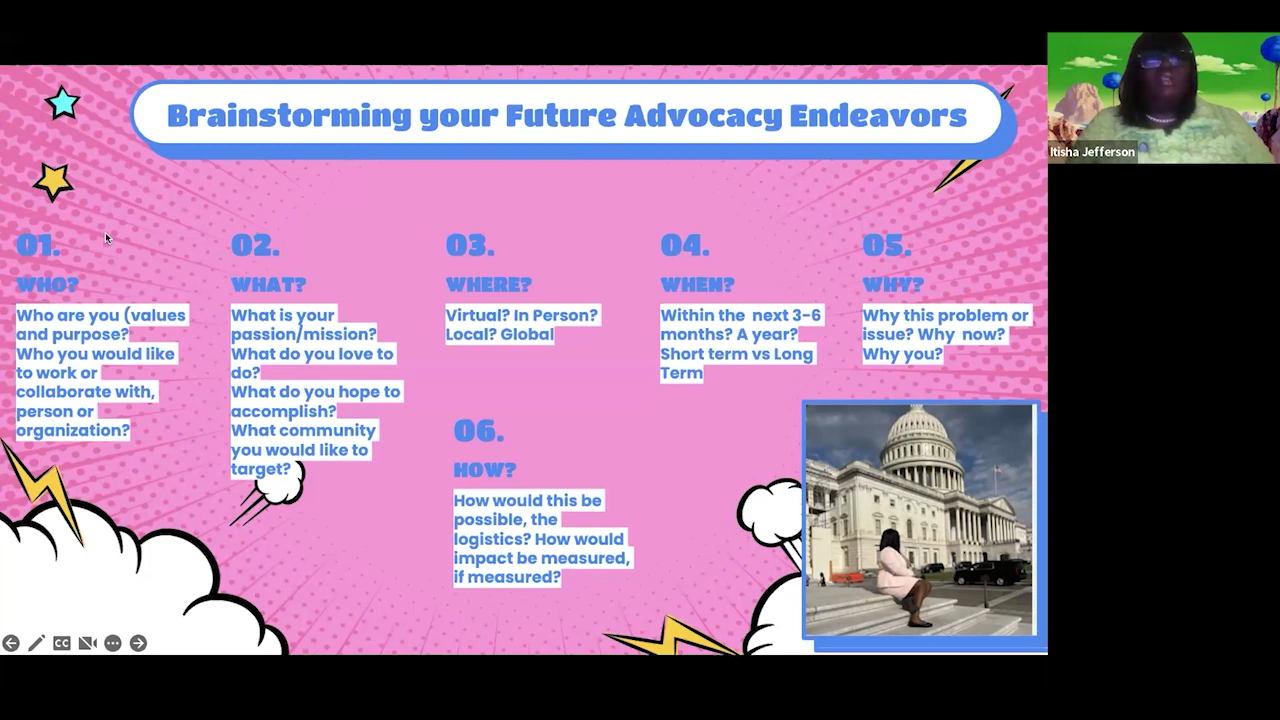 Brainstorming your Future Advocacy Endeavors
Itisha Jefferson
01.
WHO?
Who are you (values
and purpose?
Who you would like
to work or
collaborate with,
person or
organization?
02.
WHAT?
What is your
passion/mission?
What do you love to
do?
What do you hope to
accomplish?
What community
you would like to
target?
03.
WHERE?
Virtual? In Person?
Local? Global
04.
WHEN?
Within the next 3-6
months? A year?
Short term vs Long
Term
05.
WHY?
Why this problem or
issue? Why now?
Why you?
06.
HOW?
How would this be
possible, the
logistics? How would
impact be measured,
if measured?
CC